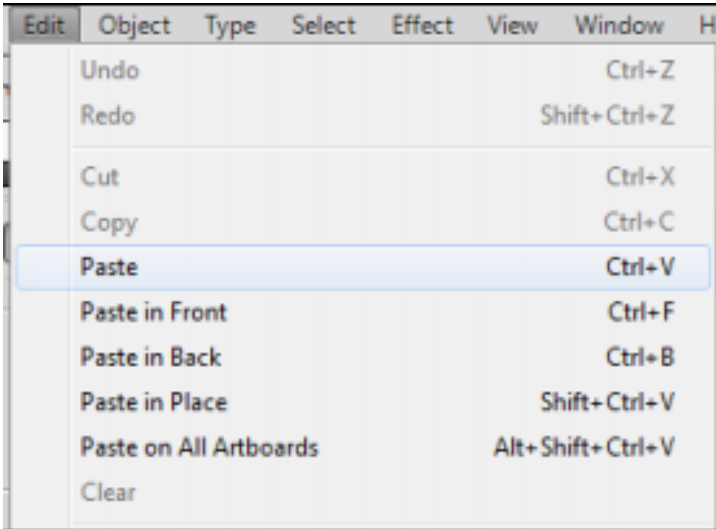 Edit Object Type Select Effect View Window H
Undo Ctrl+Z
Redo Shift+Ctrl+Z
Cut Ctrl+X
Copy Ctrl+C
Paste Ctrl+V
Paste in Front Ctrl+F
Paste in Back Ctrl+B
Paste in Place Shift+Ctrl+V
Paste on All Artboards Alt+Shift+Ctrl+V
Clear